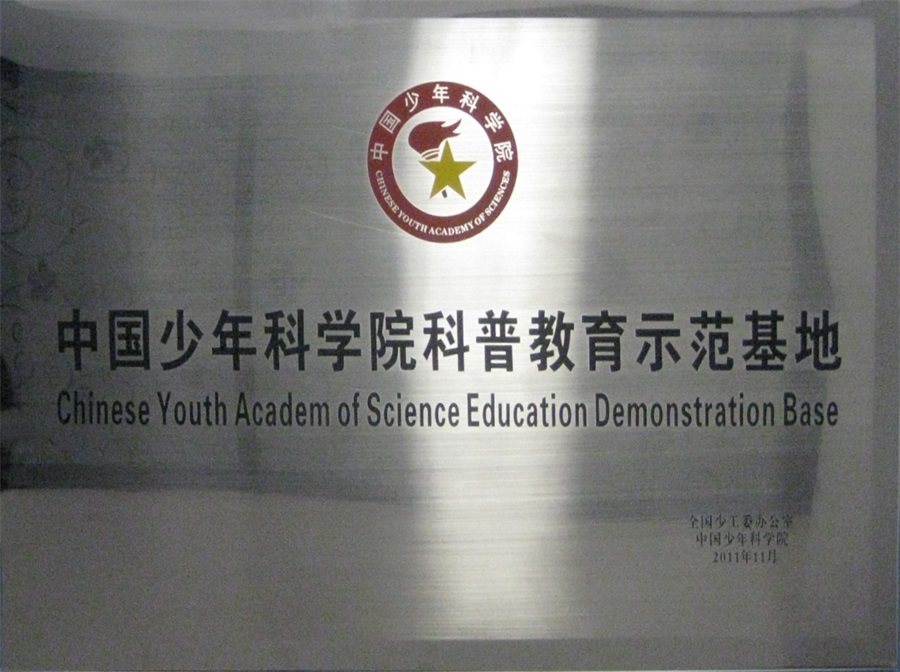 中国少年科学院
CHINESE YOUTH ACADEMY OF SCIENCES
中国少年科学院科普教育示范基地
Chinese Youth Academ of Science Education Demonstration Base
全国少工委办公室
中国少年科学院
2011年11月